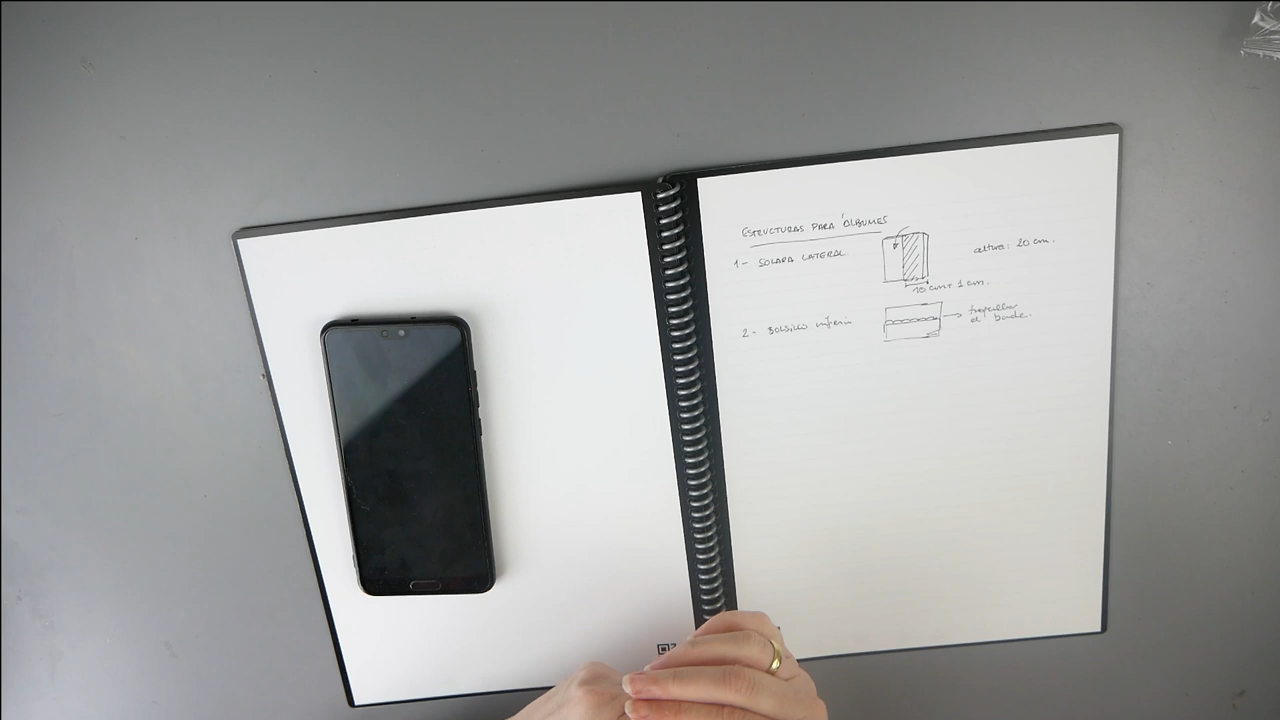 ESTRUCTURAS PARA ÁLBUMES
1- SOLAPA LATERAL
altura: 20 cm.
10 cm + 1 cm.
2- BOLSILLO inferior
troquelar
el borde.